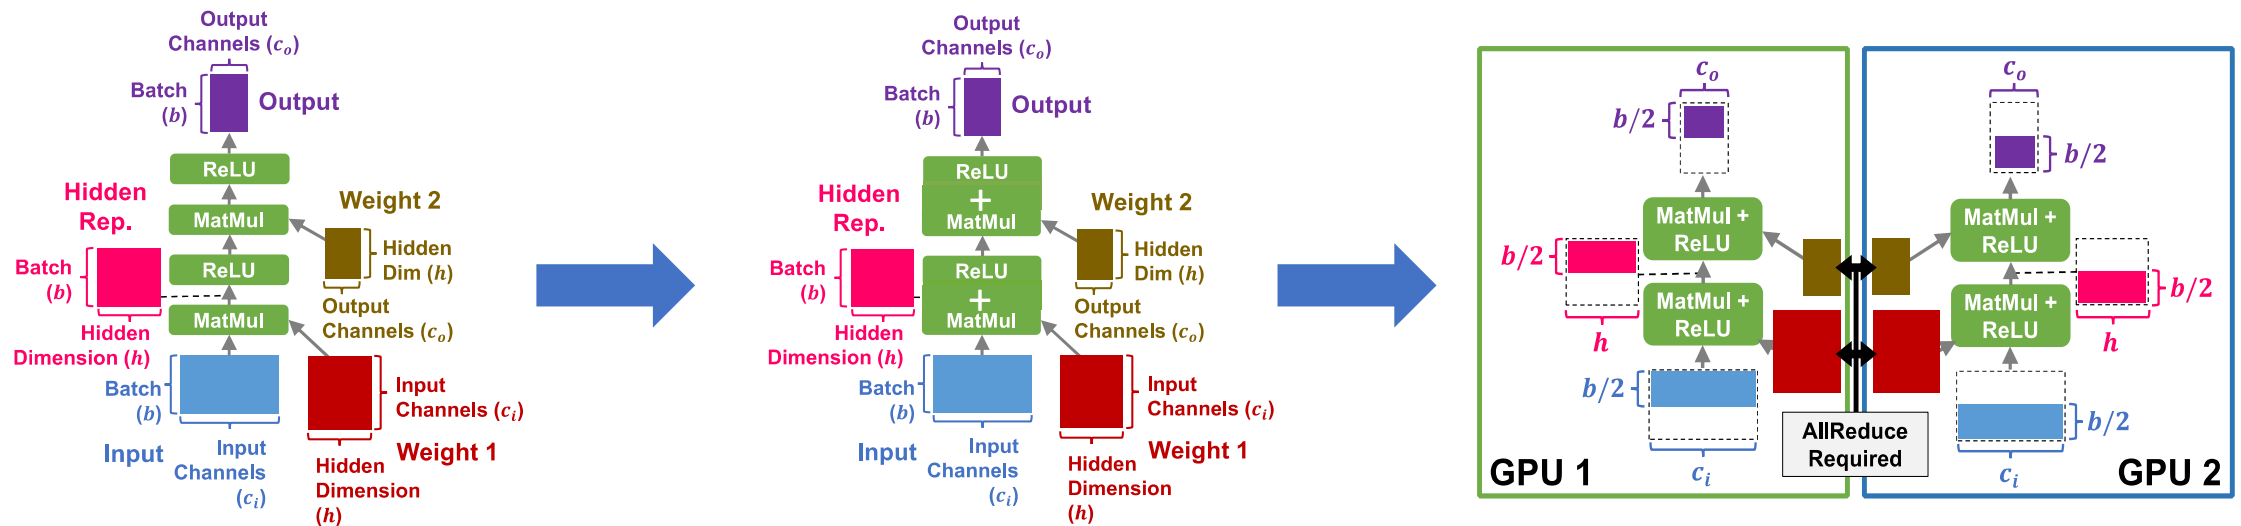 Output
Channels (c_o)
Batch
(b)
Output
ReLU
Hidden
Rep.
MatMul
Weight 2
Hidden
Dim (h)
Batch
(b)
ReLU
Output
Channels (c_o)
MatMul
Hidden
Dimension (h)
Batch
(b)
Input
Channels (c_i)
Input
Input
Channels
(c_i)
Weight 1
Hidden
Dimension
(h)
Output
Channels (c_o)
Batch
(b)
Output
ReLU
+
MatMul
Hidden
Rep.
Weight 2
Hidden
Dim (h)
Batch
(b)
ReLU
+
MatMul
Output
Channels (c_o)
Hidden
Dimension (h)
Batch
(b)
Input
Channels (c_i)
Input
Input
Channels
(c_i)
Weight 1
Hidden
Dimension
(h)
c_o
b/2
MatMul +
ReLU
b/2
h
MatMul +
ReLU
b/2
c_i
GPU 1
AllReduce
Required
c_o
b/2
MatMul +
ReLU
b/2
h
MatMul +
ReLU
b/2
c_i
GPU 2